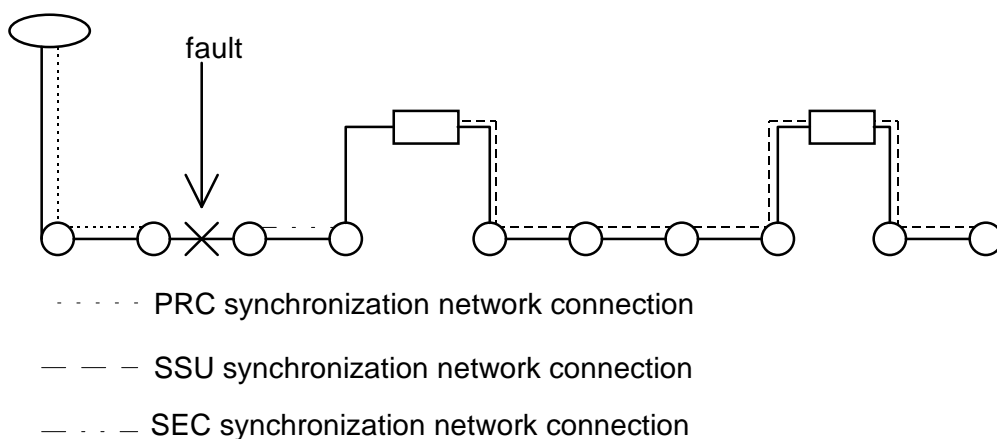 fault
PRC synchronization network connection
SSU synchronization network connection
SEC synchronization network connection